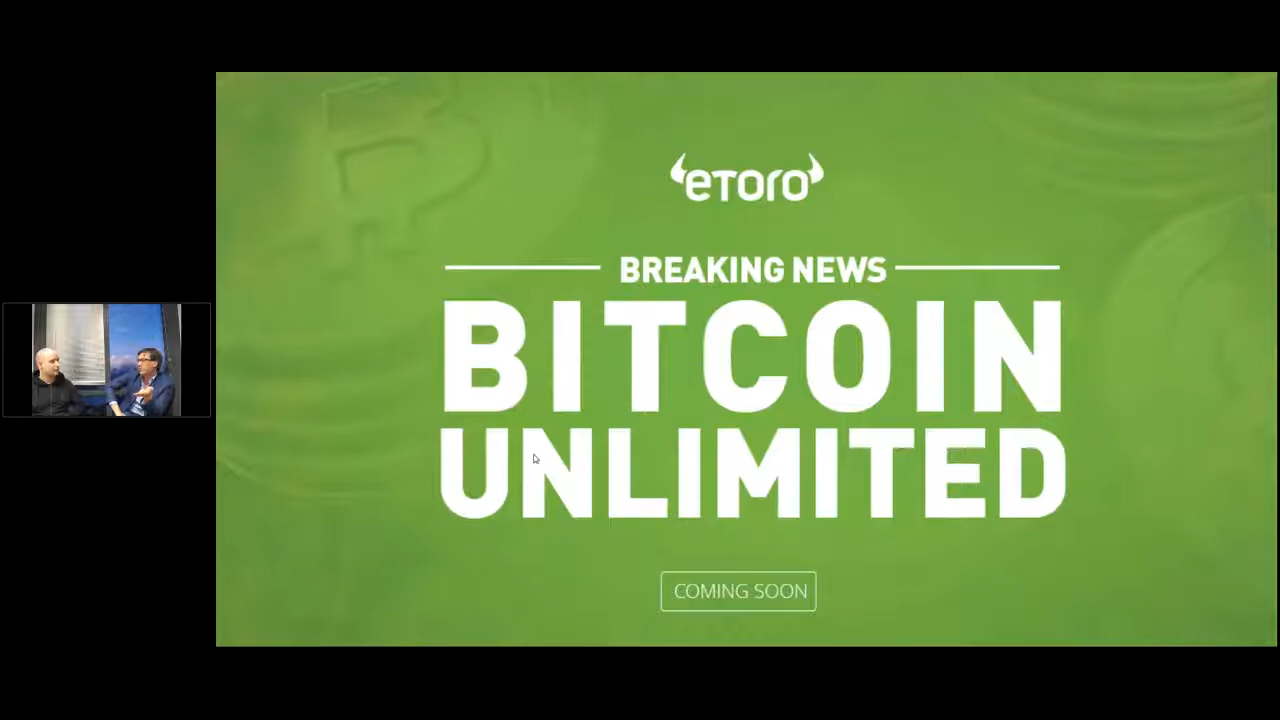 eToro
BREAKING NEWS
BITCOIN
UNLIMITED
COMING SOON